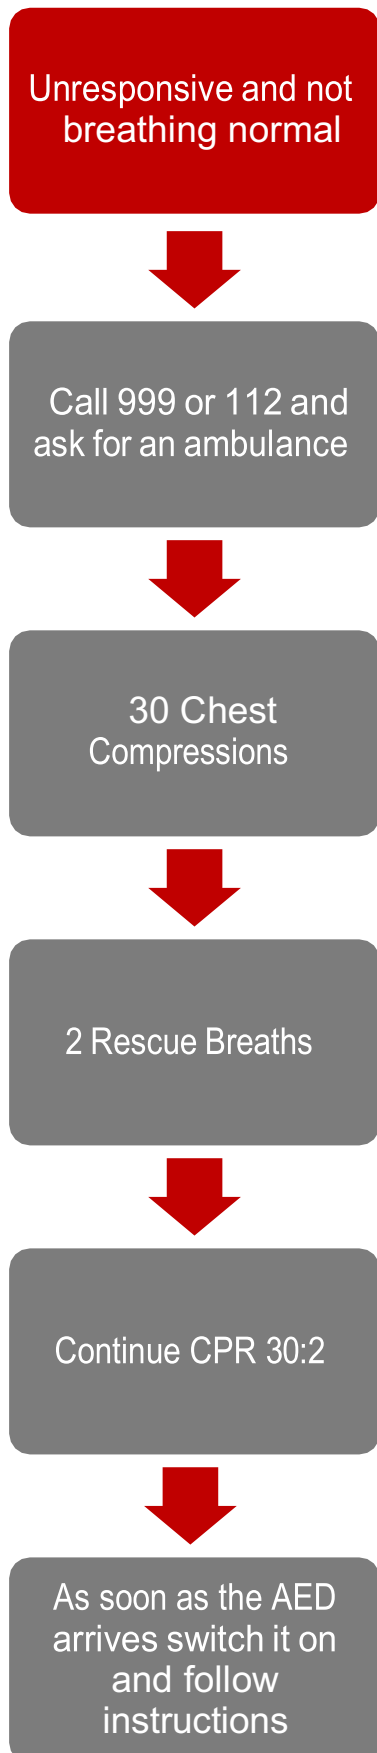 Unresponsive and not
breathing normal
Call 999 or 112 and
ask for an ambulance
30 Chest
Compressions
2 Rescue Breaths
Continue CPR 30:2
As soon as the AED
arrives switch it on
and follow
instructions